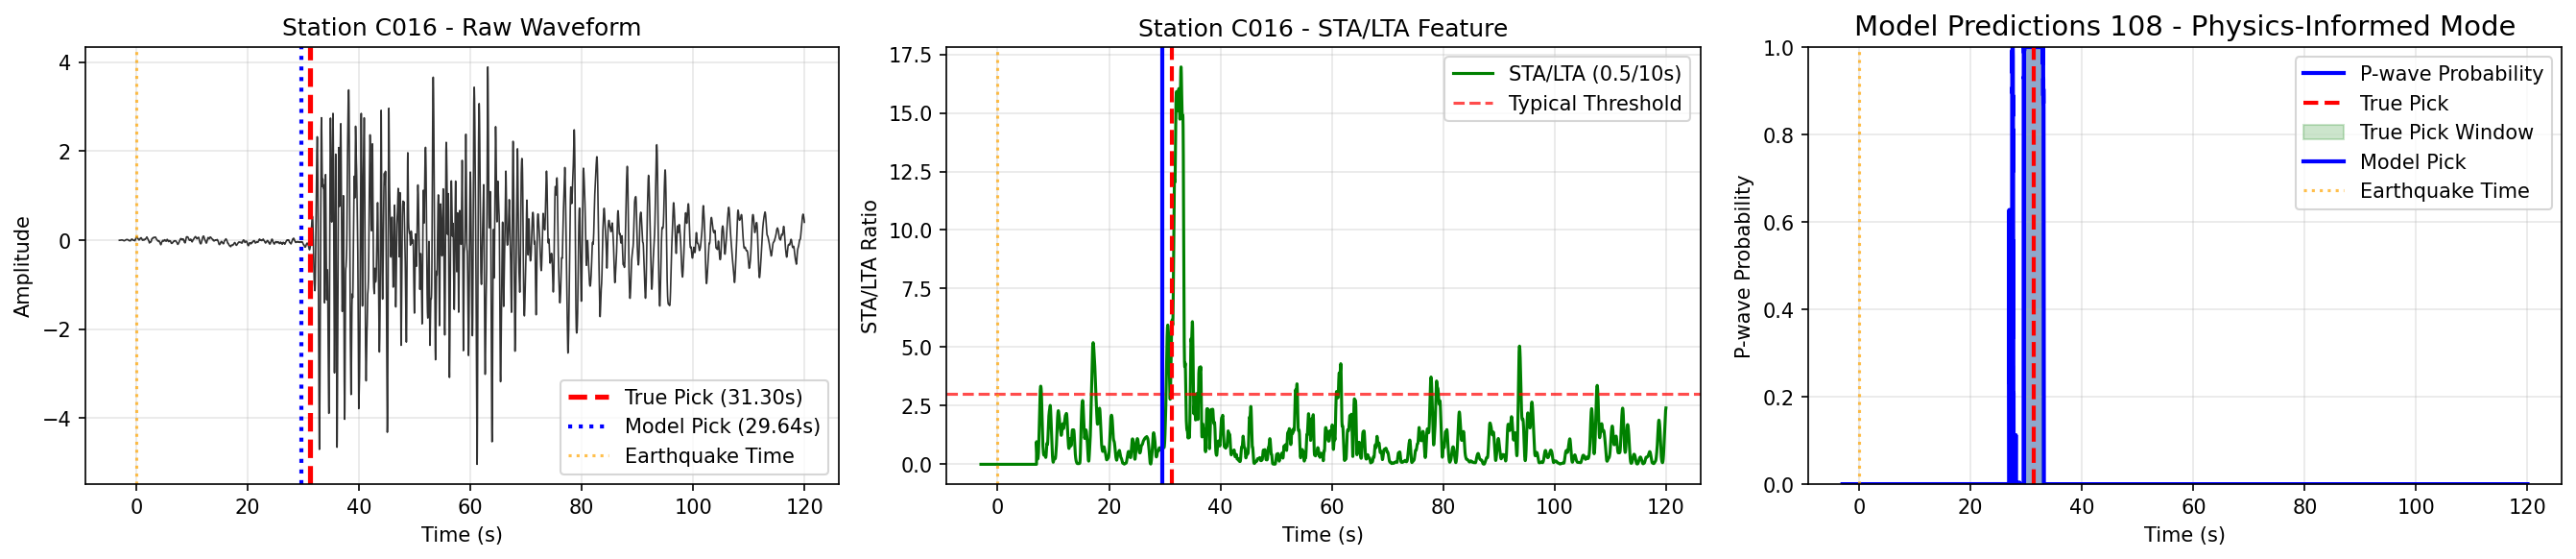 Station C016 - Raw Waveform
Amplitude
4
2
0
−2
−4
True Pick (31.30s)
Model Pick (29.64s)
Earthquake Time
0 20 40 60 80 100 120
Time (s)
Station C016 - STA/LTA Feature
STA/LTA Ratio
17.5
15.0
12.5
10.0
7.5
5.0
2.5
0.0
STA/LTA (0.5/10s)
Typical Threshold
0 20 40 60 80 100 120
Time (s)
Model Predictions 108 - Physics-Informed Mode
P-wave Probability
1.0
0.8
0.6
0.4
0.2
0.0
P-wave Probability
True Pick
True Pick Window
Model Pick
Earthquake Time
0 20 40 60 80 100 120
Time (s)